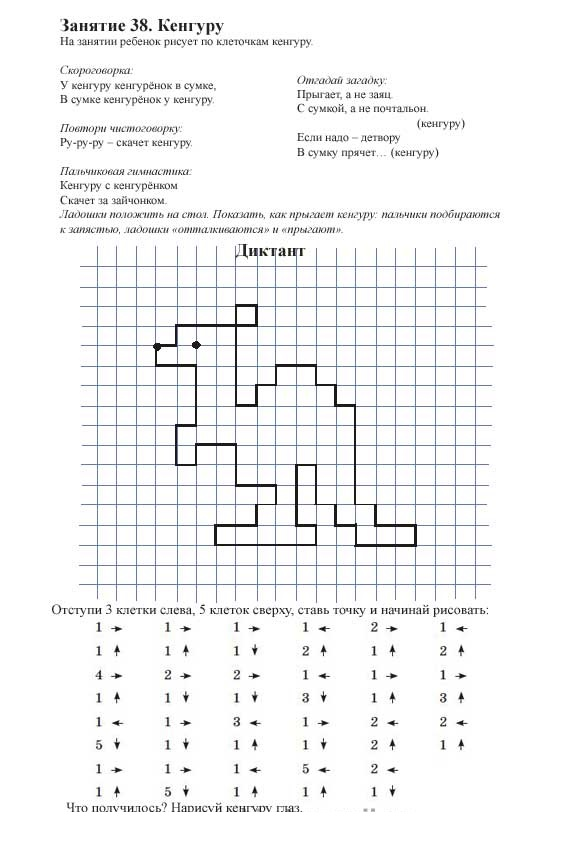 Занятие 38. Кенгуру
На занятии ребенок рисует по клеточкам кенгуру.
Скороговорка:
У кенгуру кенгурёнок в сумке,
В сумке кенгурёнок у кенгуру.
Повтори чистоговорку:
Ру-ру-ру – скачет кенгуру.
Отгадай загадку:
Прыгает, а не заяц.
С сумкой, а не почтальон.
(кенгуру)
Если надо – детвору
В сумку прячет… (кенгуру)
Пальчиковая гимнастика:
Кенгуру с кенгурёнком
Скачет за зайчонком.
Ладошки положить на стол. Показать, как прыгает кенгуру: пальчики подбираются
к запястью, ладошки «отталкиваются» и «прыгают».
Диктант
Отступи 3 клетки слева, 5 клеток сверху, ставь точку и начинай рисовать:
1 → 1 → 1 → 1 ← 2 → 1 ←
1 ↑ 1 ↑ 1 ↓ 2 ↑ 1 ↑ 2 ↑
4 → 2 → 2 → 1 ← 1 → 1 →
1 ↑ 1 ↓ 1 ↓ 3 ↓ 1 ↑ 3 ↑
1 ← 1 → 3 ← 1 → 2 ← 2 ←
5 ↓ 1 ↓ 1 ↑ 1 ↓ 2 ↑ 1 ↑
1 → 1 → 1 ← 5 ← 2 ←
1 ↑ 5 ↓ 1 ↑ 1 ↑ 1 ↓
Что получилось? Нарисуй кенгуру глаз.